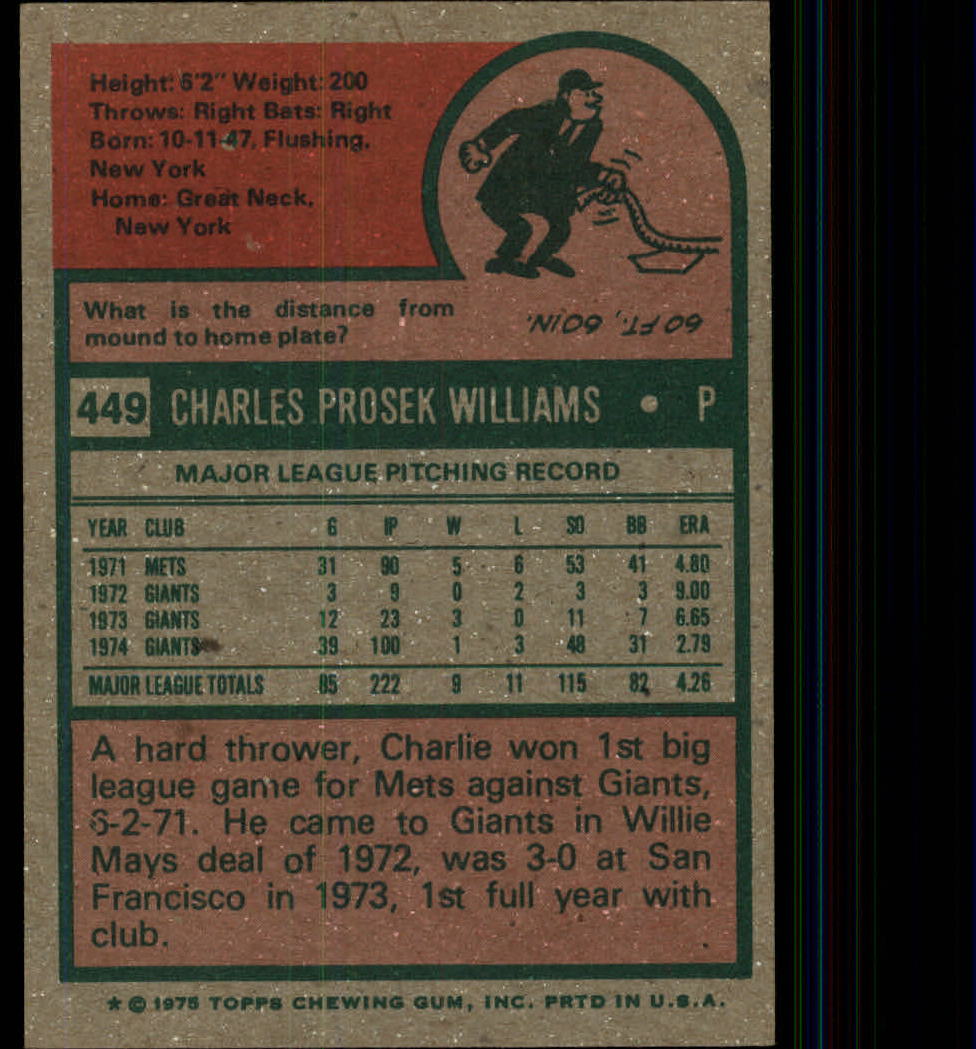 Height: 6'2" Weight: 200
Throws: Right Bats: Right
Born: 10-11-47, Flushing,
New York
Home: Great Neck,
New York
What is the distance from
mound to home plate?
60 FT., 60 IN.
449 CHARLES PROSEK WILLIAMS • P
MAJOR LEAGUE PITCHING RECORD
YEAR CLUB G IP W L SO BB ERA
1971 METS 31 90 5 6 53 41 4.80
1972 GIANTS 3 9 0 2 3 3 9.00
1973 GIANTS 12 23 3 0 11 7 6.65
1974 GIANTS 39 100 1 3 48 31 2.79
MAJOR LEAGUE TOTALS 85 222 9 11 115 82 4.26
A hard thrower, Charlie won 1st big
league game for Mets against Giants,
6-2-71. He came to Giants in Willie
Mays deal of 1972, was 3-0 at San
Francisco in 1973, 1st full year with
club.
* © 1975 TOPPS CHEWING GUM, INC. PRTD IN U.S.A.